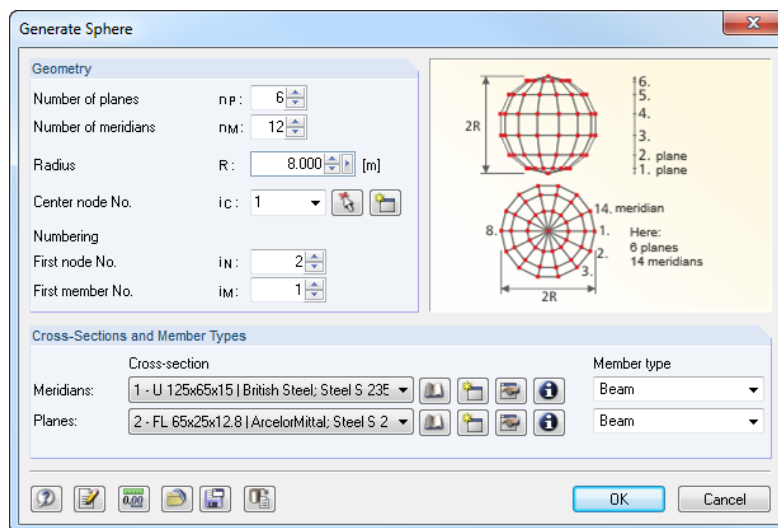 Generate Sphere
Geometry
Number of planes nP: 6
Number of meridians nM: 12
Radius R: 8.000 [m]
Center node No. iC: 1
Numbering
First node No. iN: 2
First member No. iM: 1
2R
6.
5.
4.
3.
2. plane
1. plane
14. meridian
8.
1.
2.
3.
Here:
6 planes
14 meridians
2R
Cross-Sections and Member Types
Cross-section
Member type
Meridians: 1 - U 125x65x15 | British Steel; Steel S 235 Beam
Planes: 2 - FL 65x25x12.8 | ArcelorMittal; Steel S 2 Beam
0.00
OK
Cancel